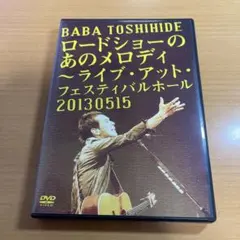 BABA TOSHIHIDE
ロードショーの
あのメロディ
～ライブ・アット・
フェスティバルホール
20130515
DVD
VIDEO